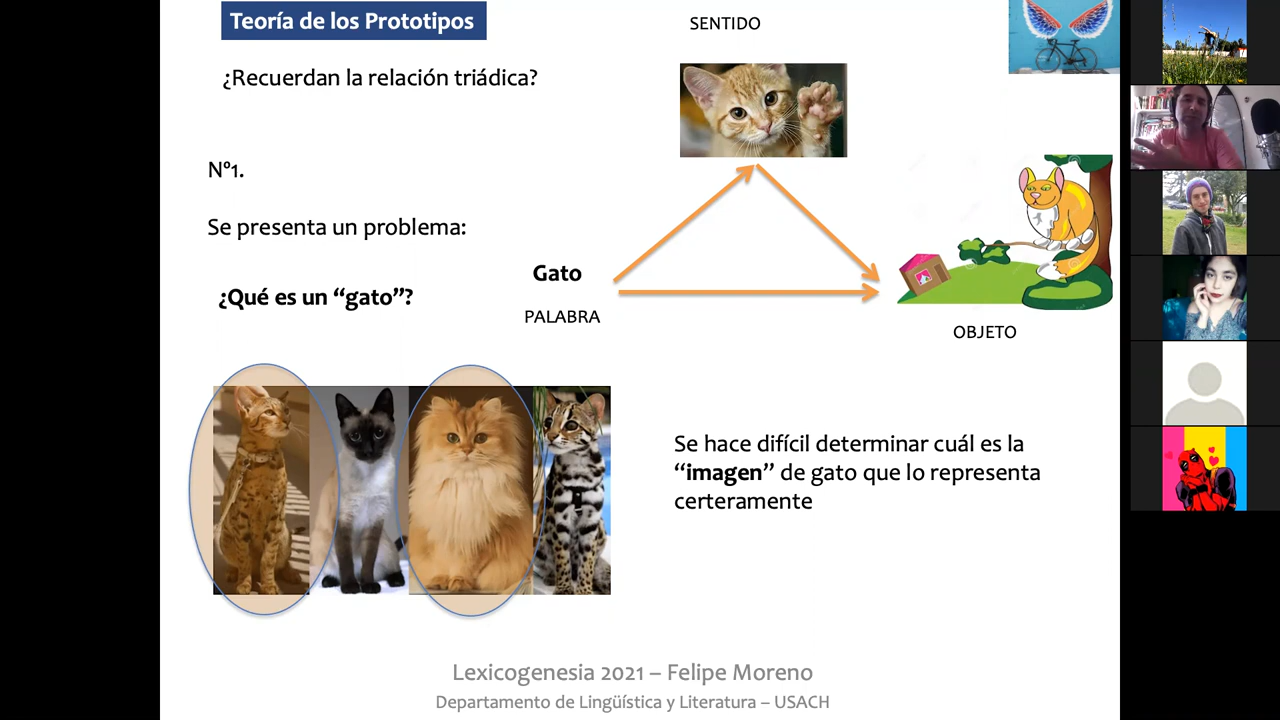 Teoría de los Prototipos
SENTIDO
¿Recuerdan la relación triádica?
Nº1.
Se presenta un problema:
Gato
¿Qué es un “gato”?
PALABRA
OBJETO
Se hace difícil determinar cuál es la
“imagen” de gato que lo representa
certeramente
Lexicogenesia 2021 – Felipe Moreno
Departamento de Lingüística y Literatura – USACH